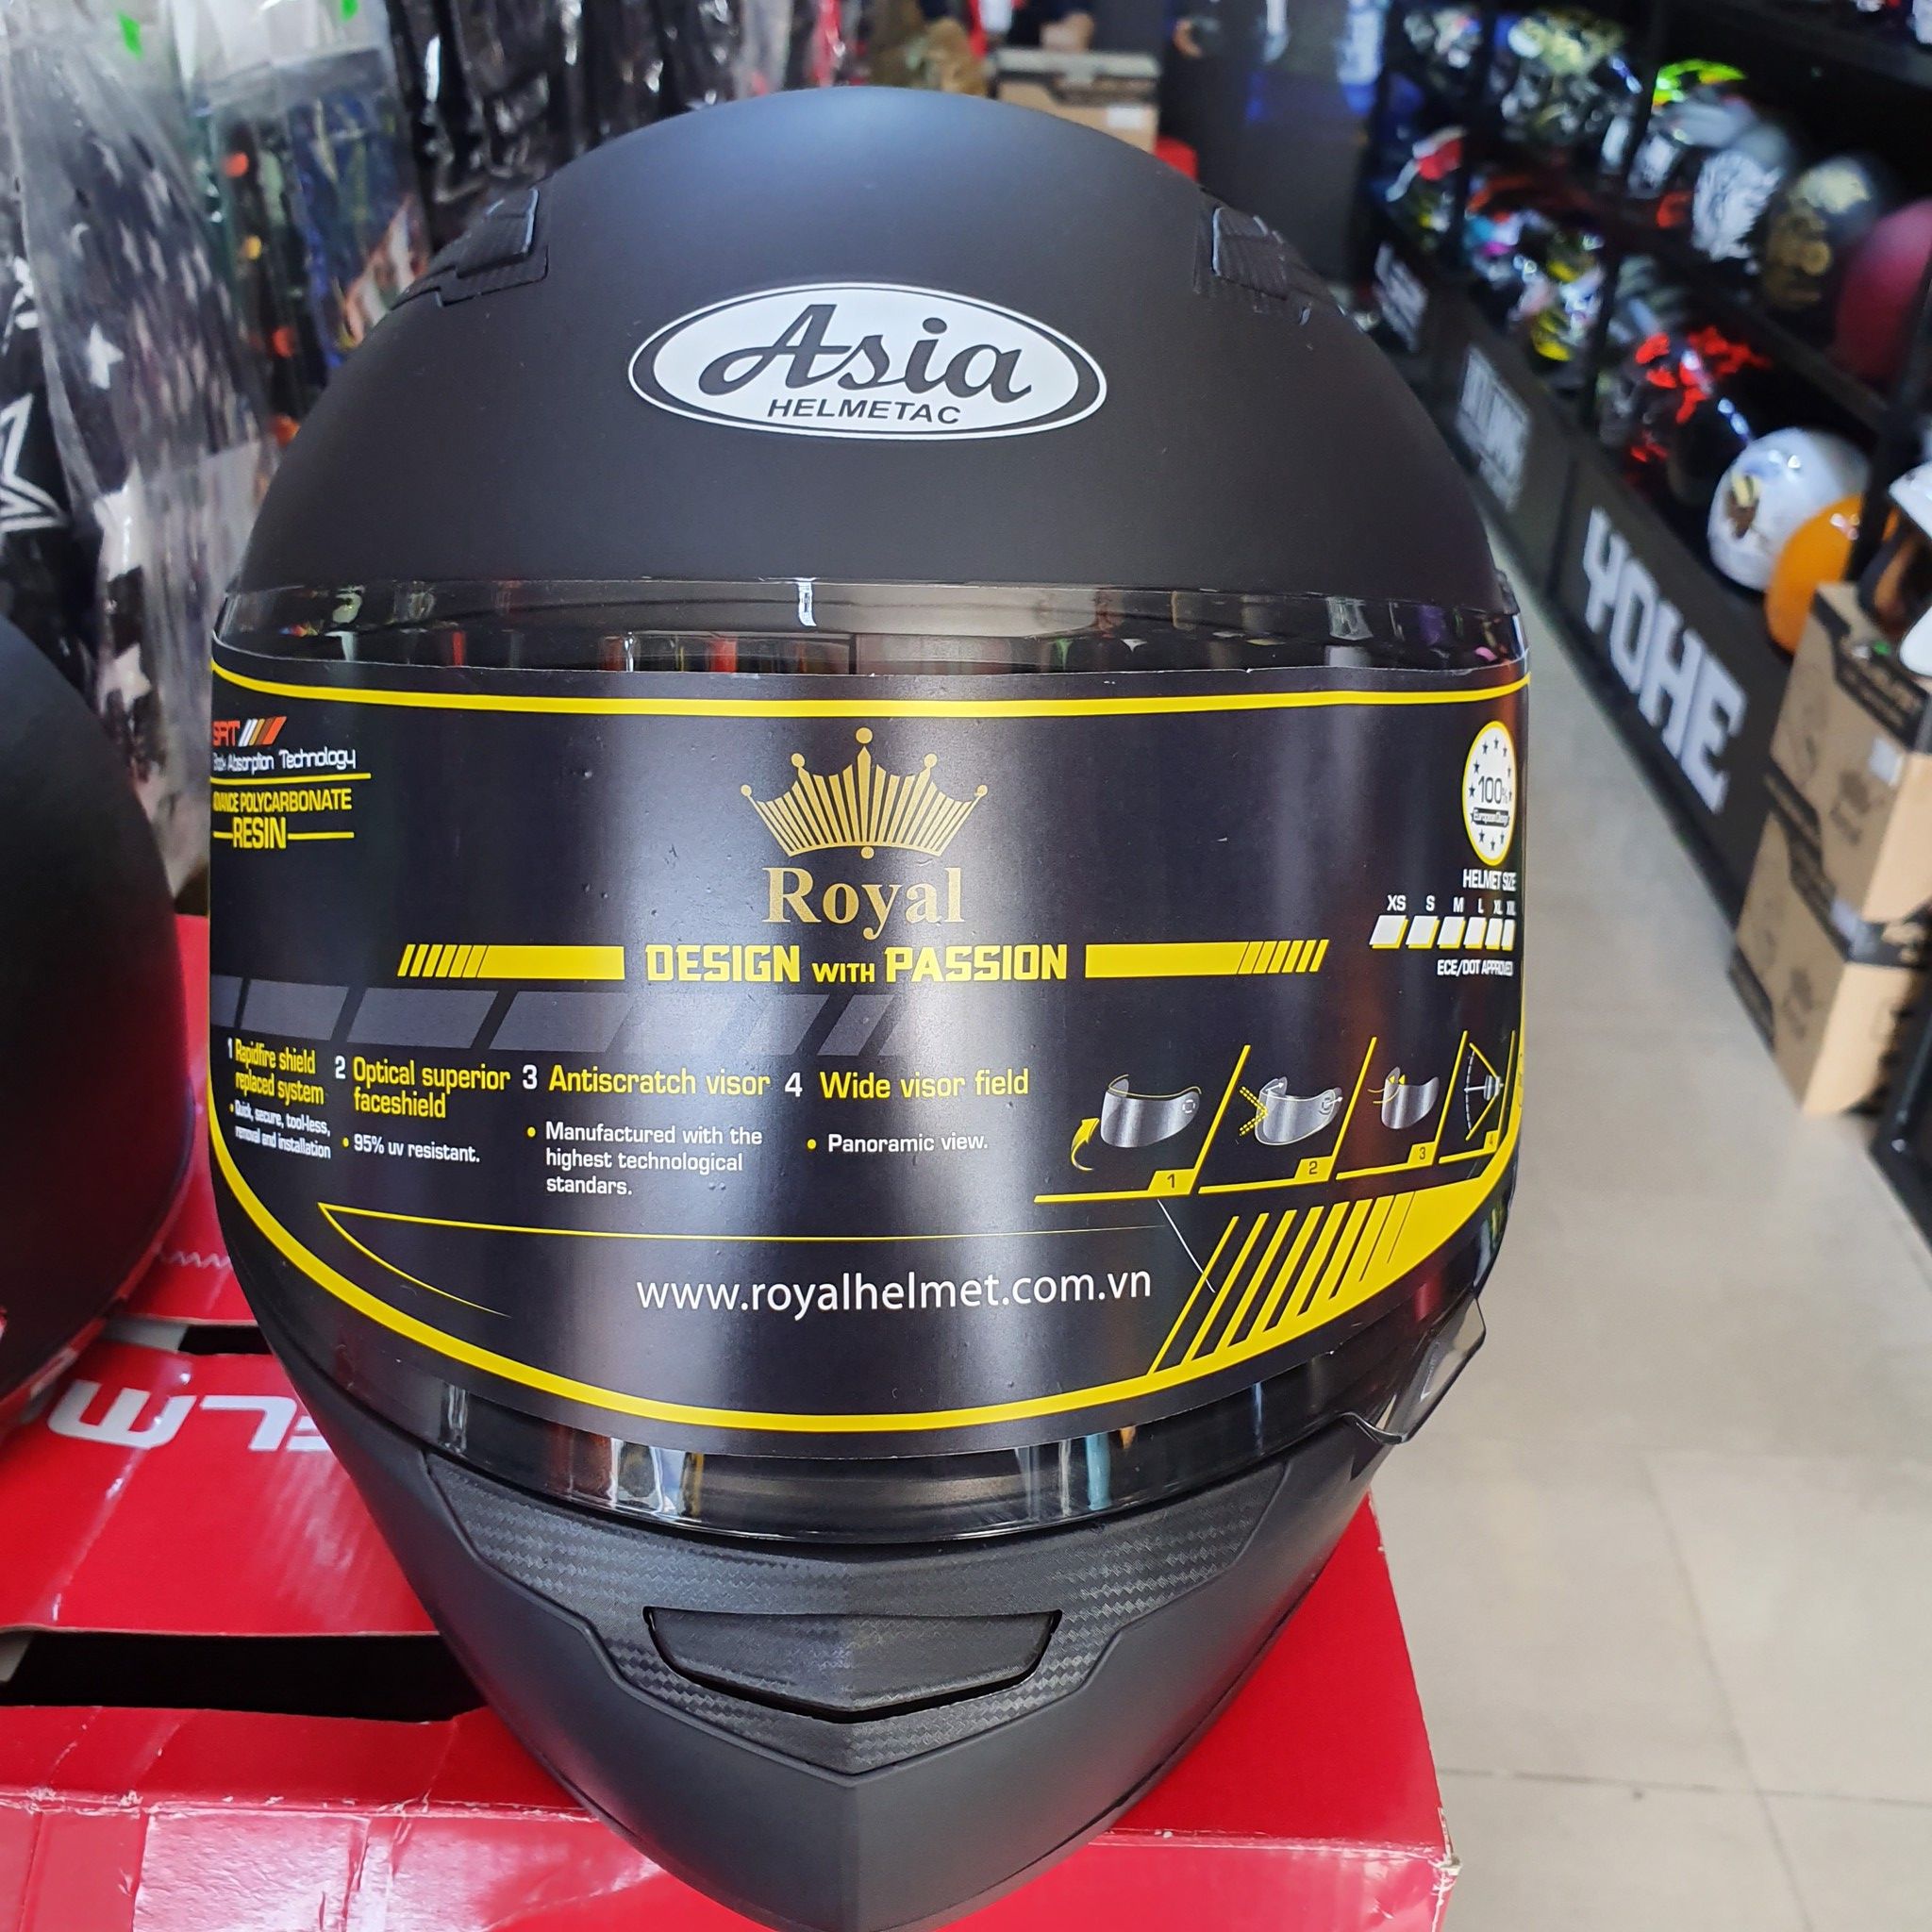 Asia
HELMETAC
SAT
Absorption Technology
ADVANCE POLYCARBONATE
RESIN
Royal
DESIGN WITH PASSION
100%
HELMET SIZE
XS S M L XL
ECE/DOT APPROVED
1 Rapidfire shield
replaced system
• Quick, secure, tool-less,
removal and installation
2 Optical superior
faceshield
• 95% uv resistant.
3 Antiscratch visor
• Manufactured with the
highest technological
standars.
4 Wide visor field
• Panoramic view.
1 2 3 4
www.royalhelmet.com.vn
YOHE
ELM